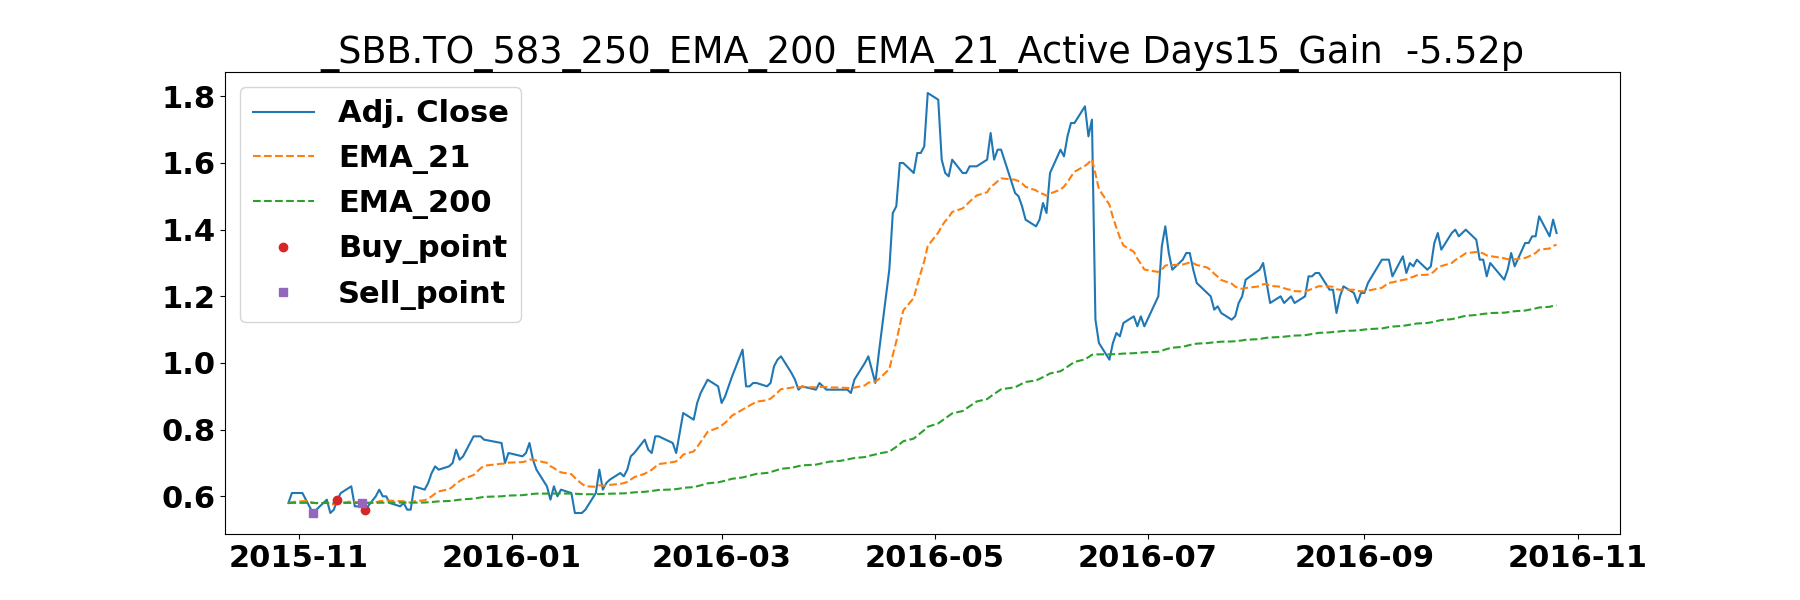 _SBB.TO_583_250_EMA_200_EMA_21_Active Days15_Gain  -5.52p
1.8
1.6
1.4
1.2
1.0
0.8
0.6
Adj. Close
EMA_21
EMA_200
Buy_point
Sell_point
2015-11 2016-01 2016-03 2016-05 2016-07 2016-09 2016-11